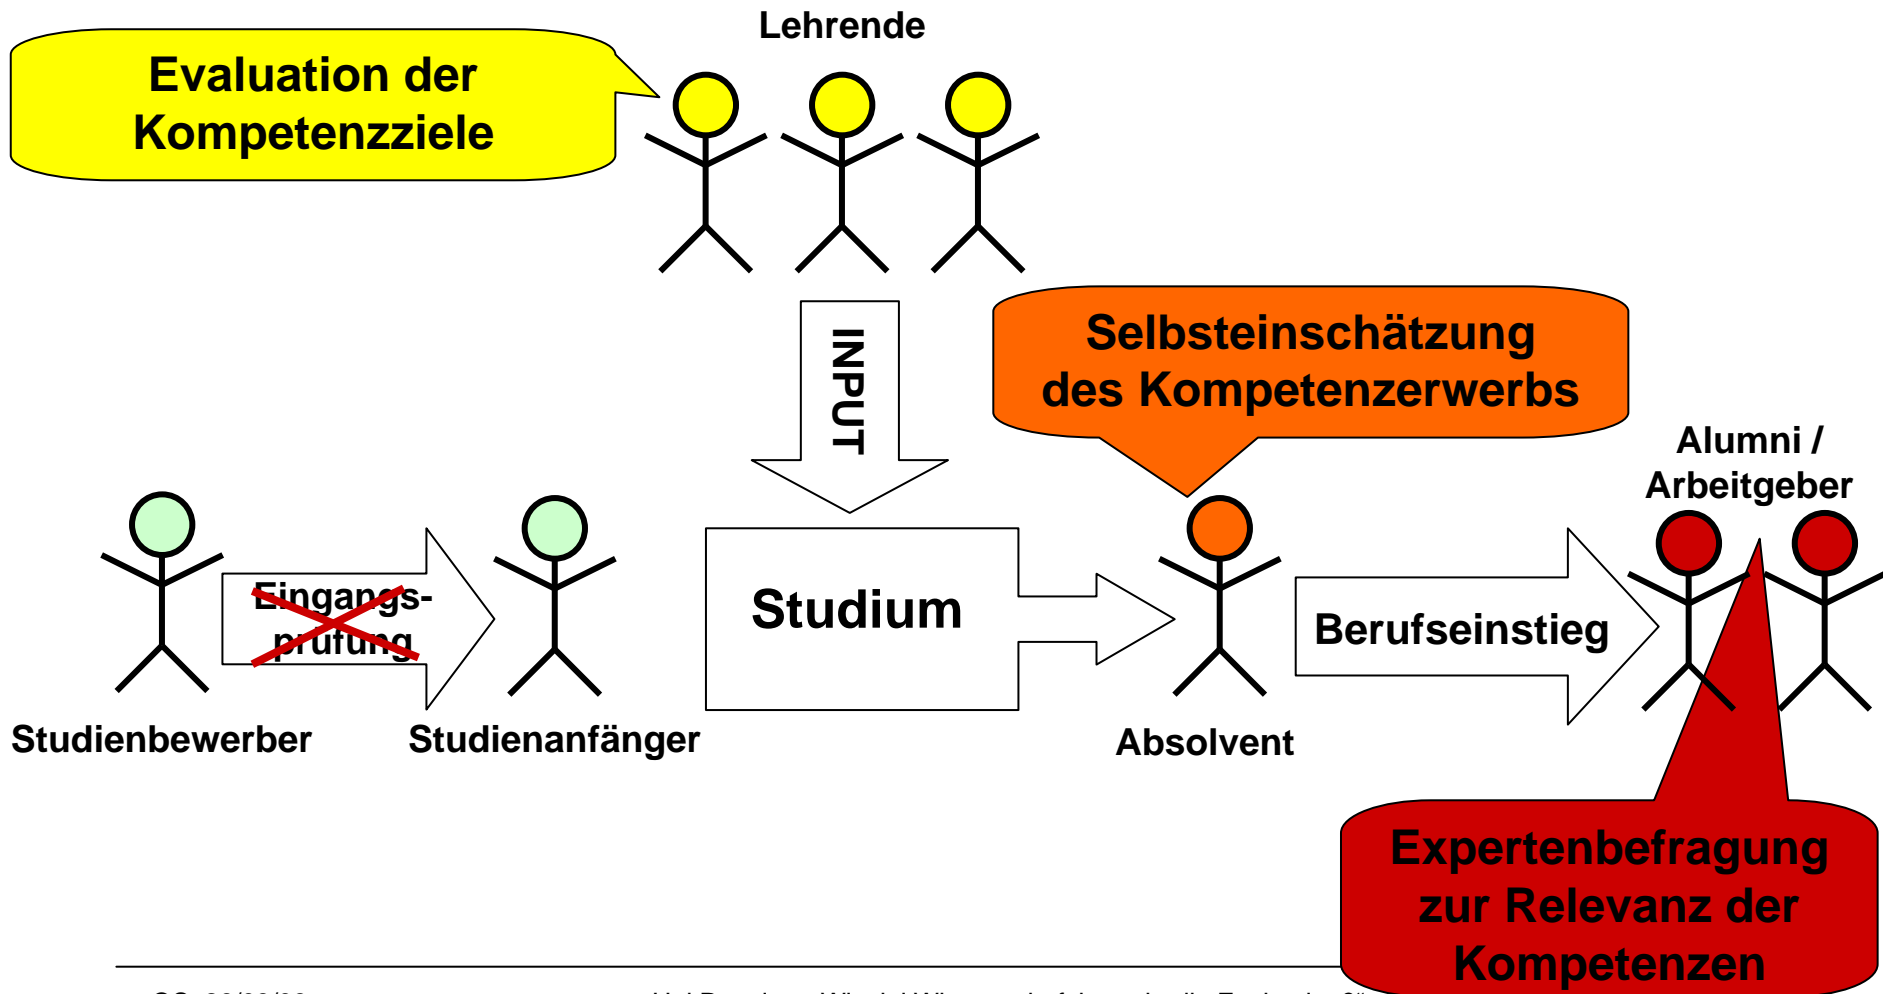 Lehrende
Evaluation der
Kompetenzziele
INPUT
Selbsteinschätzung
des Kompetenzerwerbs
Alumni /
Arbeitgeber
Eingangs-
prüfung
Studium
Berufseinstieg
Studienbewerber
Studienanfänger
Absolvent
Expertenbefragung
zur Relevanz der
Kompetenzen